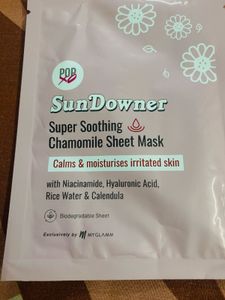 POP
xo
SunDowner
Super Soothing
Chamomile Sheet Mask
Calms & moisturises irritated skin
with Niacinamide, Hyaluronic Acid,
Rice Water & Calendula
Biodegradable Sheet
Exclusively by MYGLAMM